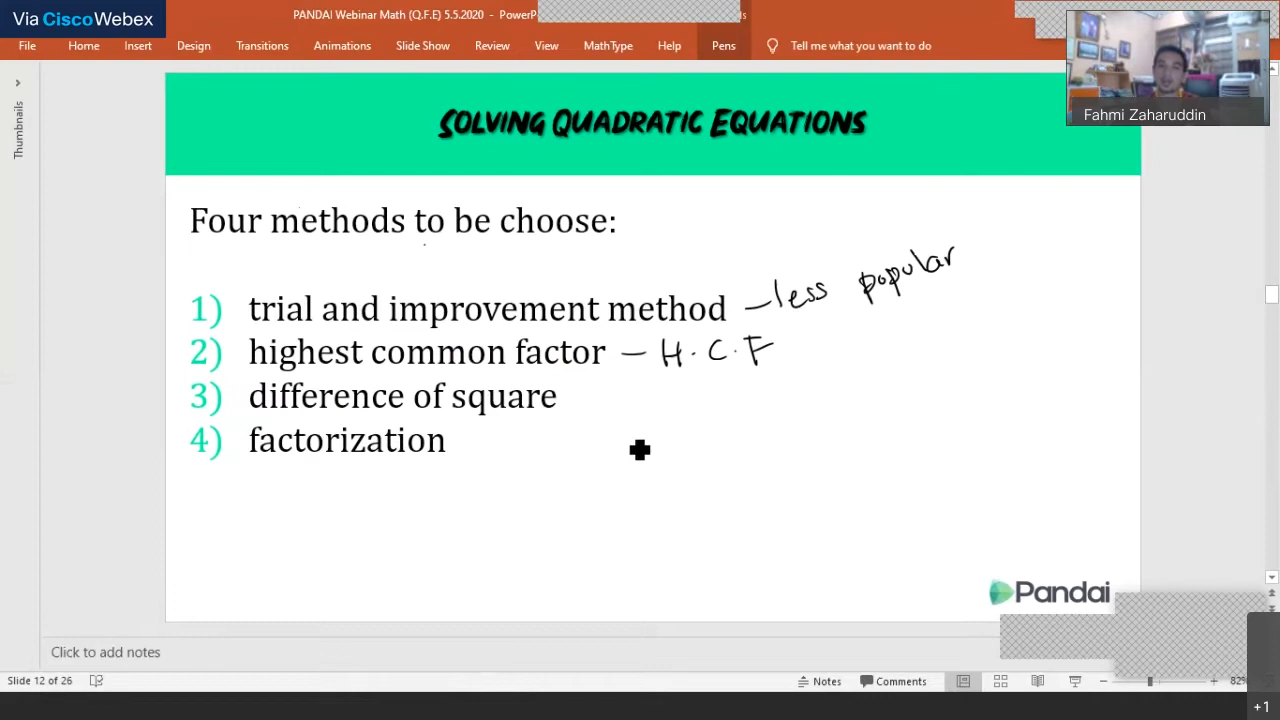 Via Cisco Webex
PANDAI Webinar Math (Q.F.E) 5.5.2020 - PowerP
File Home Insert Design Transitions Animations Slide Show Review View MathType Help Pens Tell me what you want to do
Fahmi Zaharuddin
Thumbnails
SOLVING QUADRATIC EQUATIONS
Four methods to be choose:
1) trial and improvement method — less popular
2) highest common factor — H.C.F
3) difference of square
4) factorization
Pandai
Click to add notes
Slide 12 of 26 Notes Comments 82%
+1